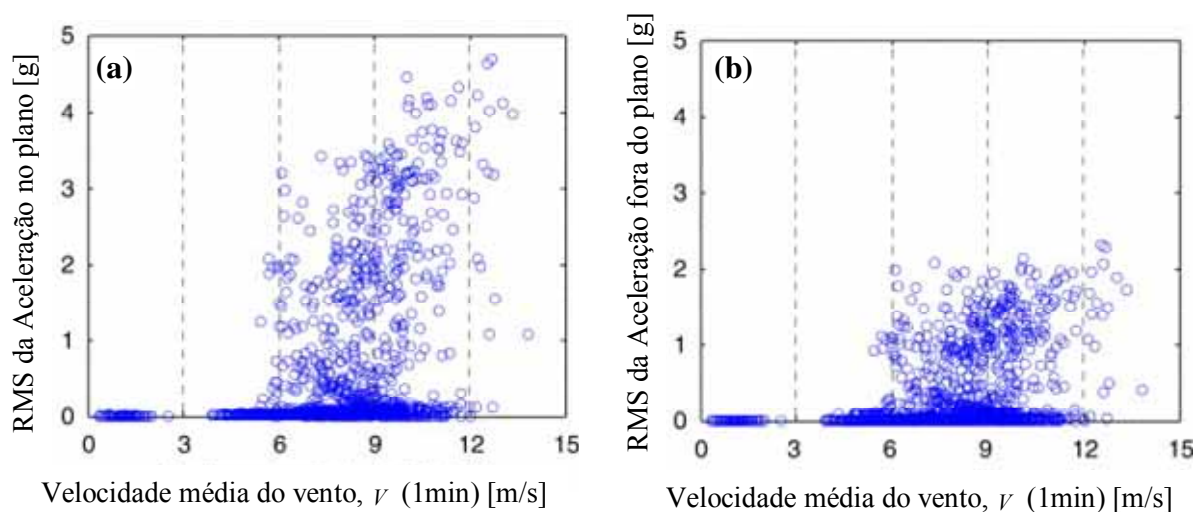 RMS da Aceleração no plano [g]
(a)
5
4
3
2
1
0
0 3 6 9 12 15
Velocidade média do vento, V (1min) [m/s]
RMS da Aceleração fora do plano [g]
(b)
5
4
3
2
1
0
0 3 6 9 12 15
Velocidade média do vento, V (1min) [m/s]